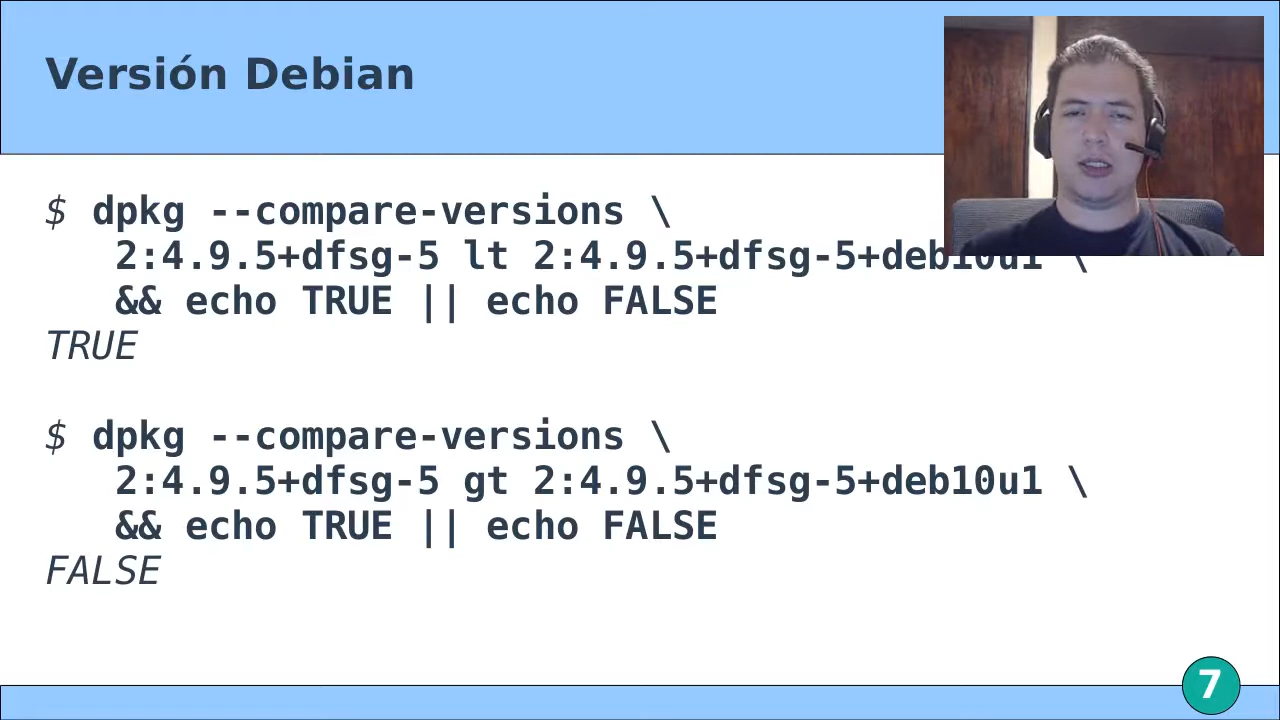 Versión Debian
$ dpkg --compare-versions \
2:4.9.5+dfsg-5 lt 2:4.9.5+dfsg-5+deb10u1 \
&& echo TRUE || echo FALSE
TRUE
$ dpkg --compare-versions \
2:4.9.5+dfsg-5 gt 2:4.9.5+dfsg-5+deb10u1 \
&& echo TRUE || echo FALSE
FALSE
7